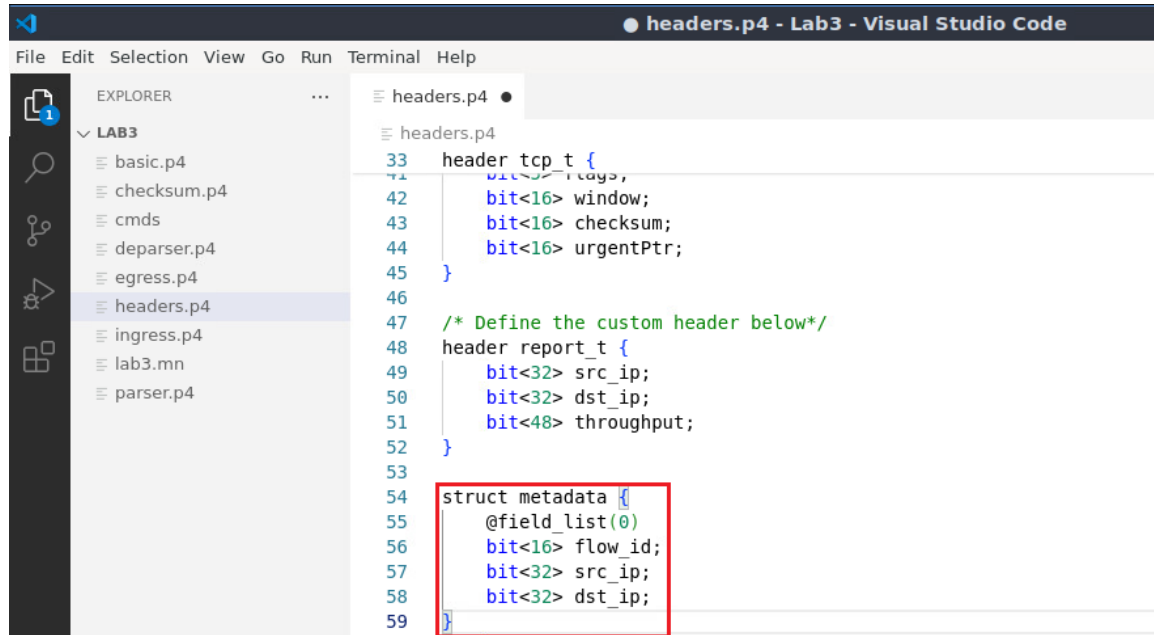 ● headers.p4 - Lab3 - Visual Studio Code
File Edit Selection View Go Run Terminal Help
EXPLORER ...
1
LAB3
basic.p4
checksum.p4
cmds
deparser.p4
egress.p4
headers.p4
ingress.p4
lab3.mn
parser.p4
headers.p4 ●
headers.p4
33 header tcp_t {
41 bit<9> flags;
42 bit<16> window;
43 bit<16> checksum;
44 bit<16> urgentPtr;
45 }
46
47 /* Define the custom header below*/
48 header report_t {
49 bit<32> src_ip;
50 bit<32> dst_ip;
51 bit<48> throughput;
52 }
53
54 struct metadata {
55 @field_list(0)
56 bit<16> flow_id;
57 bit<32> src_ip;
58 bit<32> dst_ip;
59 }